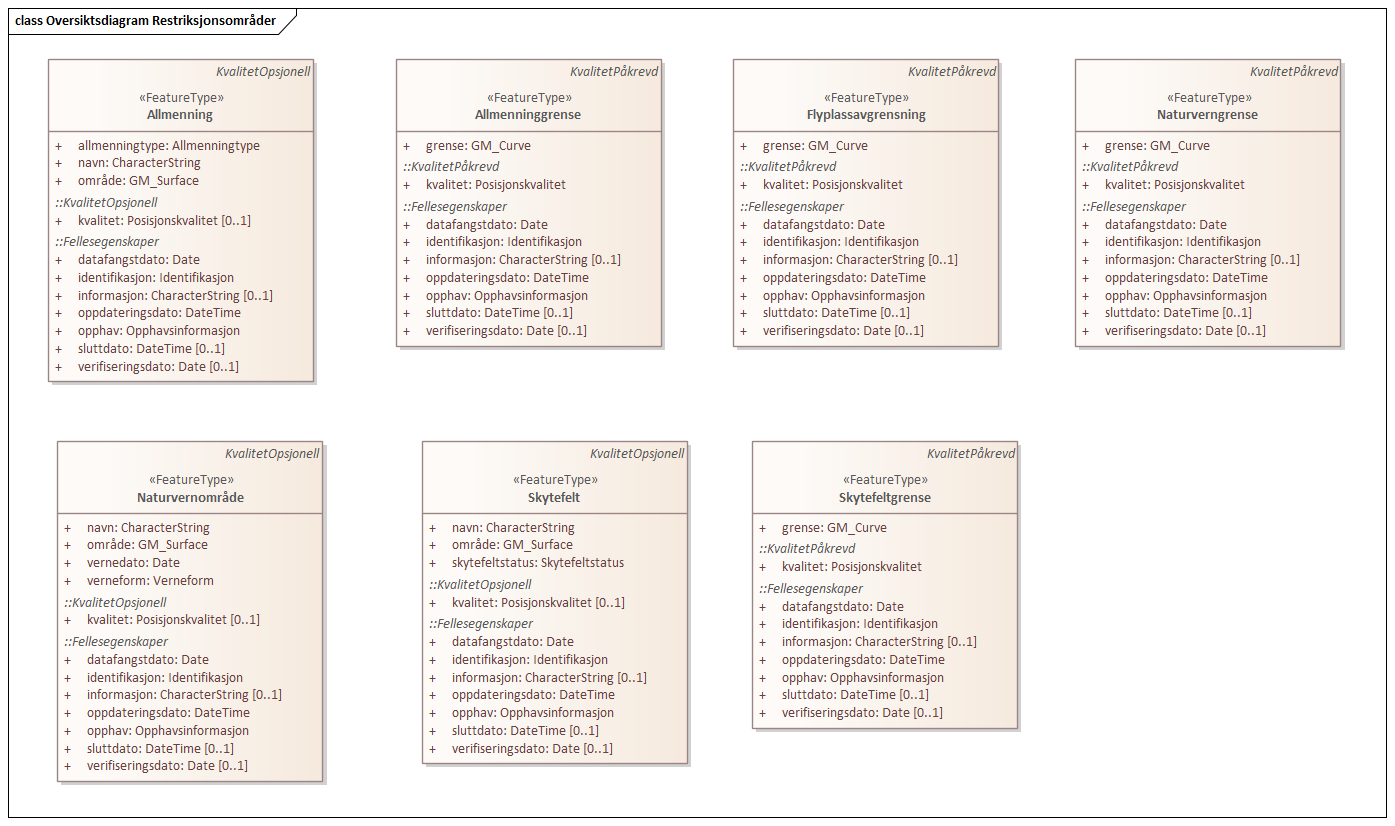 class Oversiktsdiagram Restriksjonsområder
KvalitetOpsjonell
«FeatureType»
Allmenning
+ allmenningtype: Allmenningtype
+ navn: CharacterString
+ område: GM_Surface
::KvalitetOpsjonell
+ kvalitet: Posisjonskvalitet [0..1]
::Fellesegenskaper
+ datafangstdato: Date
+ identifikasjon: Identifikasjon
+ informasjon: CharacterString [0..1]
+ oppdateringsdato: DateTime
+ opphav: Opphavsinformasjon
+ sluttdato: DateTime [0..1]
+ verifiseringsdato: Date [0..1]
KvalitetPåkrevd
«FeatureType»
Allmenninggrense
+ grense: GM_Curve
::KvalitetPåkrevd
+ kvalitet: Posisjonskvalitet
::Fellesegenskaper
+ datafangstdato: Date
+ identifikasjon: Identifikasjon
+ informasjon: CharacterString [0..1]
+ oppdateringsdato: DateTime
+ opphav: Opphavsinformasjon
+ sluttdato: DateTime [0..1]
+ verifiseringsdato: Date [0..1]
KvalitetPåkrevd
«FeatureType»
Flyplassavgrensning
+ grense: GM_Curve
::KvalitetPåkrevd
+ kvalitet: Posisjonskvalitet
::Fellesegenskaper
+ datafangstdato: Date
+ identifikasjon: Identifikasjon
+ informasjon: CharacterString [0..1]
+ oppdateringsdato: DateTime
+ opphav: Opphavsinformasjon
+ sluttdato: DateTime [0..1]
+ verifiseringsdato: Date [0..1]
KvalitetPåkrevd
«FeatureType»
Naturverngrense
+ grense: GM_Curve
::KvalitetPåkrevd
+ kvalitet: Posisjonskvalitet
::Fellesegenskaper
+ datafangstdato: Date
+ identifikasjon: Identifikasjon
+ informasjon: CharacterString [0..1]
+ oppdateringsdato: DateTime
+ opphav: Opphavsinformasjon
+ sluttdato: DateTime [0..1]
+ verifiseringsdato: Date [0..1]
KvalitetOpsjonell
«FeatureType»
Naturvernområde
+ navn: CharacterString
+ område: GM_Surface
+ vernedato: Date
+ verneform: Verneform
::KvalitetOpsjonell
+ kvalitet: Posisjonskvalitet [0..1]
::Fellesegenskaper
+ datafangstdato: Date
+ identifikasjon: Identifikasjon
+ informasjon: CharacterString [0..1]
+ oppdateringsdato: DateTime
+ opphav: Opphavsinformasjon
+ sluttdato: DateTime [0..1]
+ verifiseringsdato: Date [0..1]
KvalitetOpsjonell
«FeatureType»
Skytefelt
+ navn: CharacterString
+ område: GM_Surface
+ skytefeltstatus: Skytefeltstatus
::KvalitetOpsjonell
+ kvalitet: Posisjonskvalitet [0..1]
::Fellesegenskaper
+ datafangstdato: Date
+ identifikasjon: Identifikasjon
+ informasjon: CharacterString [0..1]
+ oppdateringsdato: DateTime
+ opphav: Opphavsinformasjon
+ sluttdato: DateTime [0..1]
+ verifiseringsdato: Date [0..1]
KvalitetPåkrevd
«FeatureType»
Skytefeltgrense
+ grense: GM_Curve
::KvalitetPåkrevd
+ kvalitet: Posisjonskvalitet
::Fellesegenskaper
+ datafangstdato: Date
+ identifikasjon: Identifikasjon
+ informasjon: CharacterString [0..1]
+ oppdateringsdato: DateTime
+ opphav: Opphavsinformasjon
+ sluttdato: DateTime [0..1]
+ verifiseringsdato: Date [0..1]